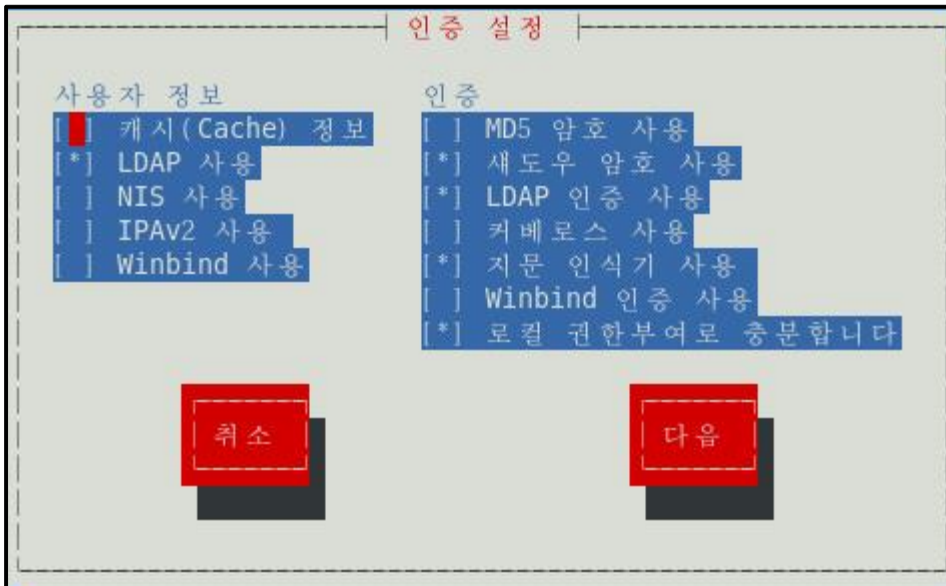 인증 설정
사용자 정보
[ ] 캐시(Cache) 정보
[*] LDAP 사용
[ ] NIS 사용
[ ] IPAv2 사용
[ ] Winbind 사용
인증
[ ] MD5 암호 사용
[*] 섀도우 암호 사용
[*] LDAP 인증 사용
[ ] 커베로스 사용
[*] 지문 인식기 사용
[ ] Winbind 인증 사용
[*] 로컬 권한부여로 충분합니다
취소
다음